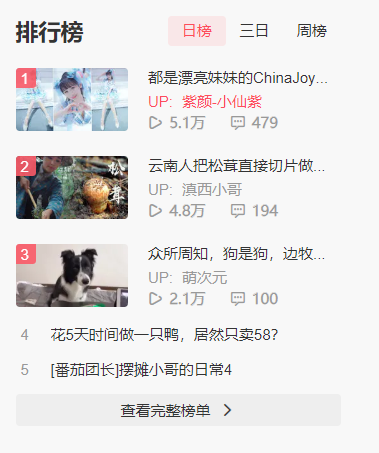 排行榜 日榜 三日 周榜
1
都是漂亮妹妹的ChinaJoy...
UP: 紫颜-小仙紫
5.1万 479
2
松茸
云南人把松茸直接切片做...
UP: 滇西小哥
4.8万 194
3
众所周知，狗是狗，边牧...
UP: 萌次元
2.1万 100
4 花5天时间做一只鸭，居然只卖58?
5 [番茄团长]摆摊小哥的日常4
查看完整榜单 >